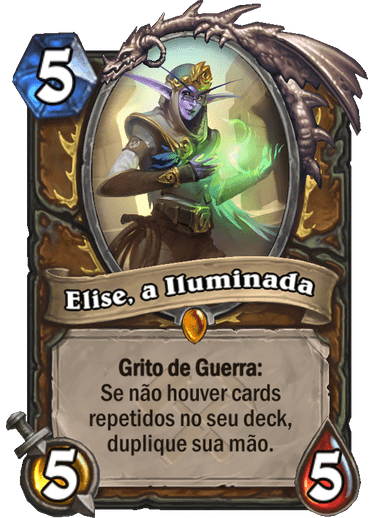 5
Elise, a Iluminada
Grito de Guerra:
Se não houver cards
repetidos no seu deck,
duplique sua mão.
5
5